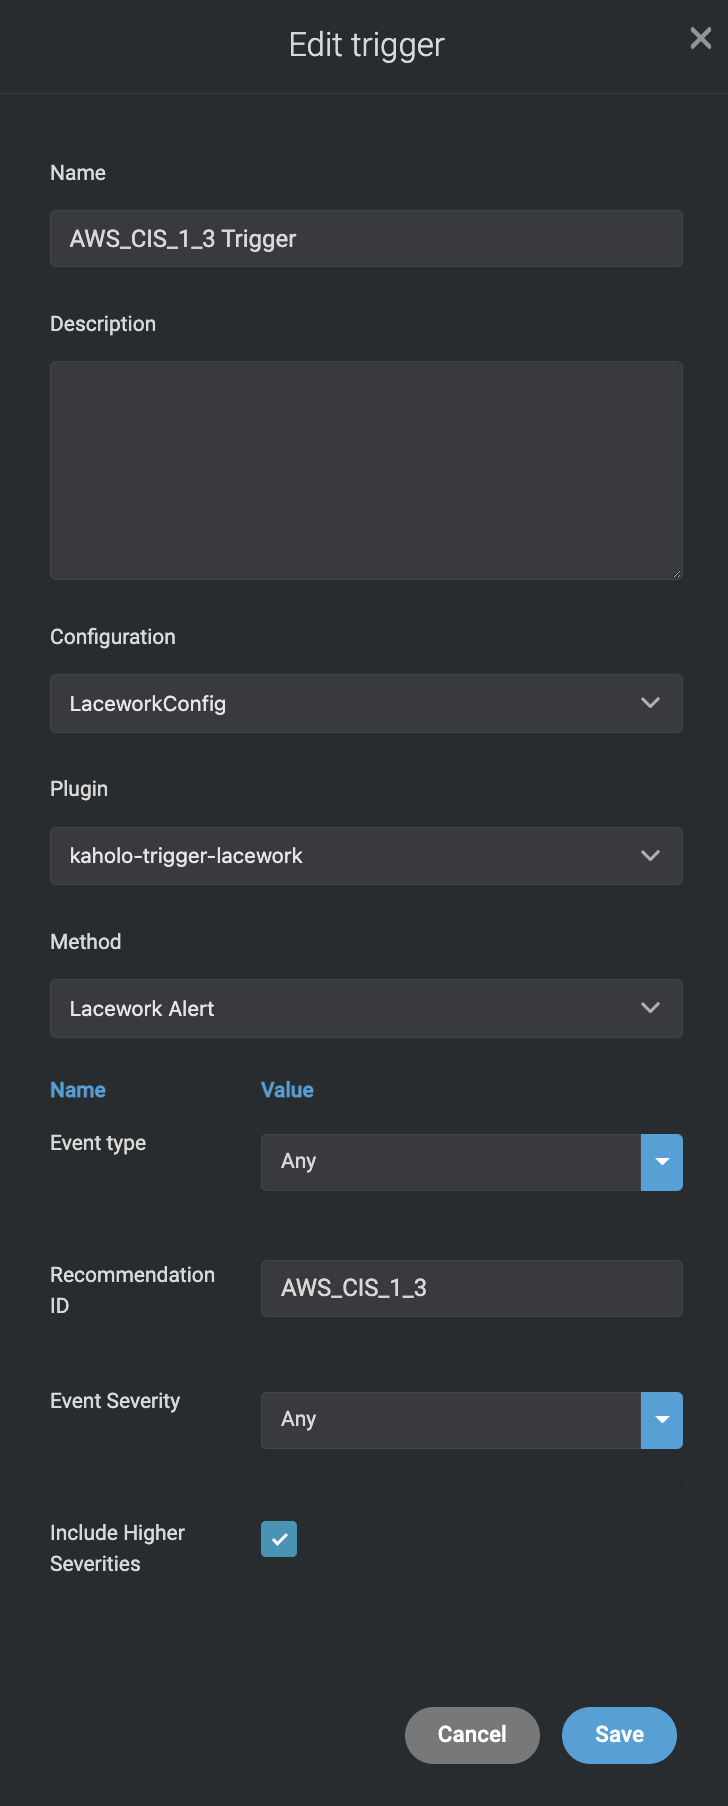 Edit trigger
Name
AWS_CIS_1_3 Trigger
Description
Configuration
LaceworkConfig
Plugin
kaholo-trigger-lacework
Method
Lacework Alert
Name Value
Event type Any
Recommendation
ID
AWS_CIS_1_3
Event Severity Any
Include Higher
Severities
Cancel Save